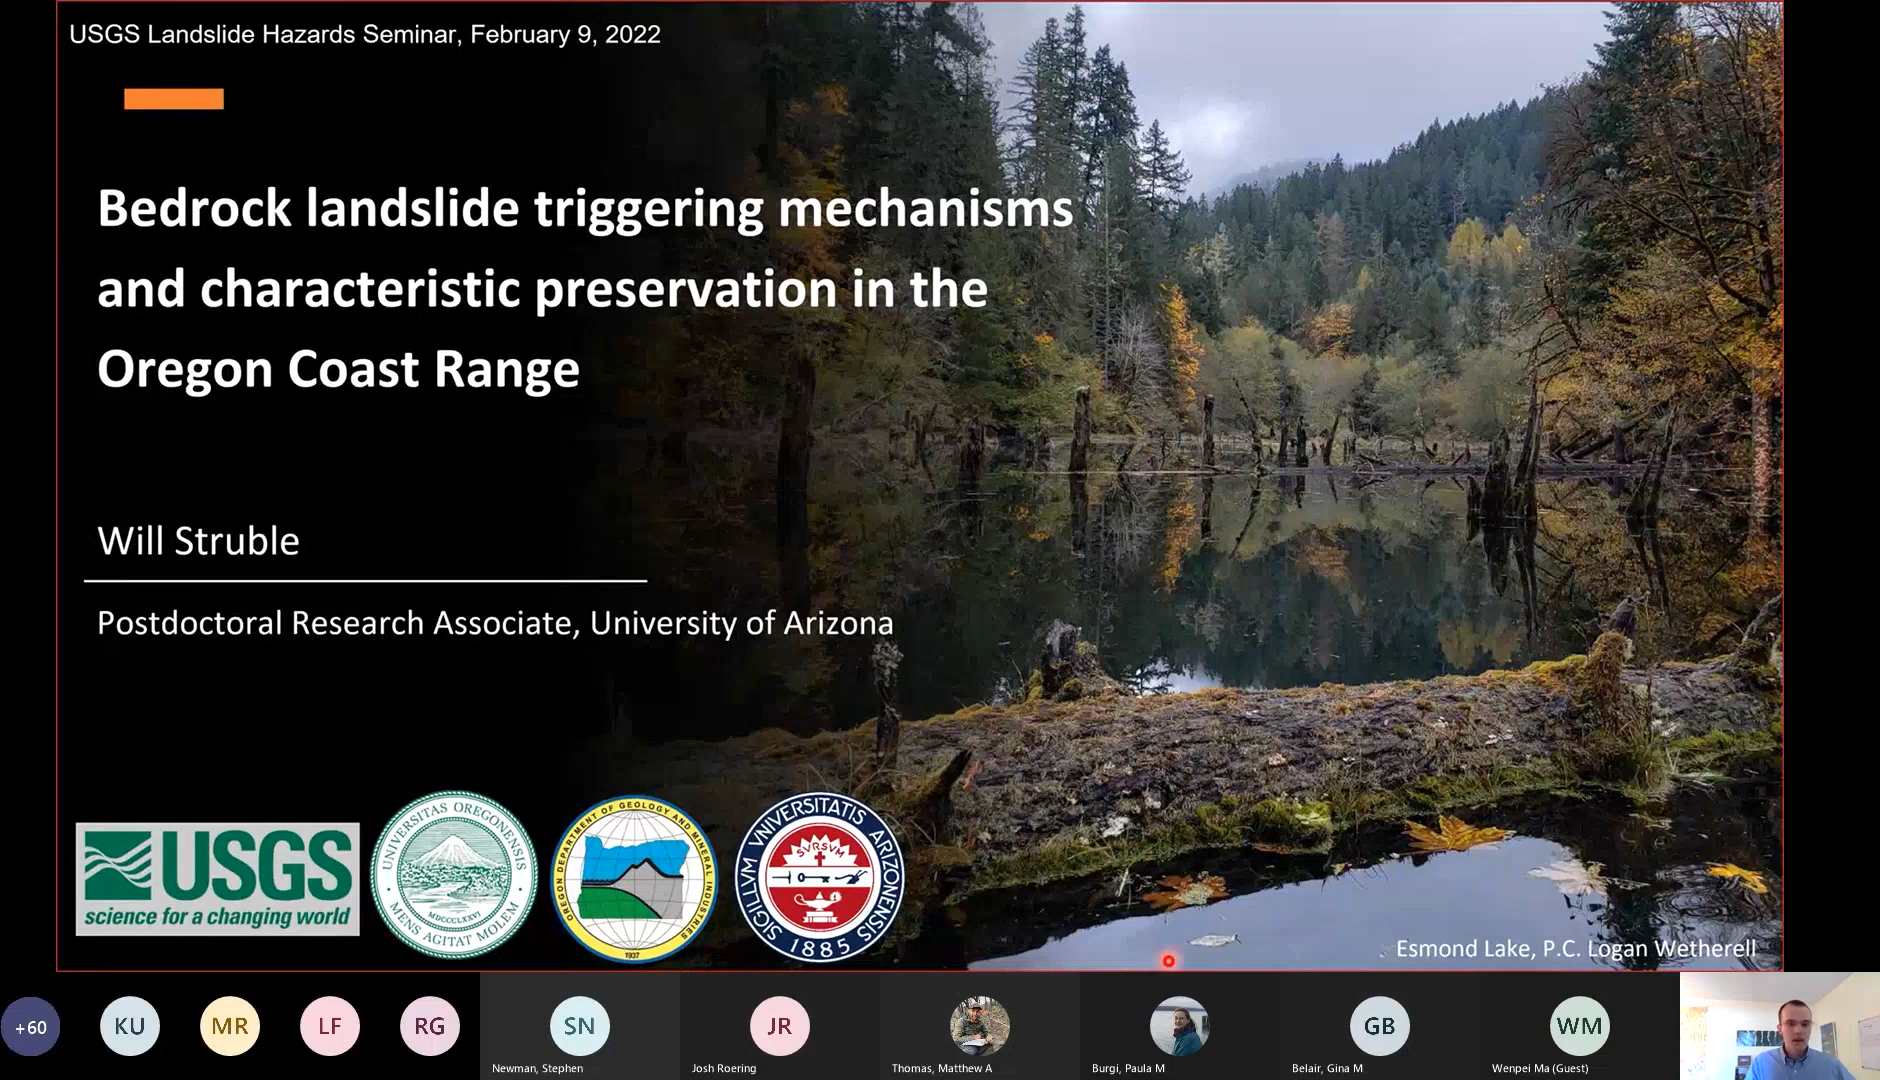 USGS Landslide Hazards Seminar, February 9, 2022
Bedrock landslide triggering mechanisms
and characteristic preservation in the
Oregon Coast Range
Will Struble
Postdoctoral Research Associate, University of Arizona
USGS
science for a changing world
UNIVERSITAS OREGONENSIS
MENS AGITAT MOLEM
MDCCCLXXVI
OREGON DEPARTMENT OF GEOLOGY AND MINERAL INDUSTRIES
1937
SIGILLVM VNIVERSITATIS ARIZONENSIS
SVRSVM
1885
Esmond Lake, P.C. Logan Wetherell
+60
KU
MR
LF
RG
SN
JR
GB
WM
Newman, Stephen
Josh Roering
Thomas, Matthew A
Burgi, Paula M
Belair, Gina M
Wenpei Ma (Guest)